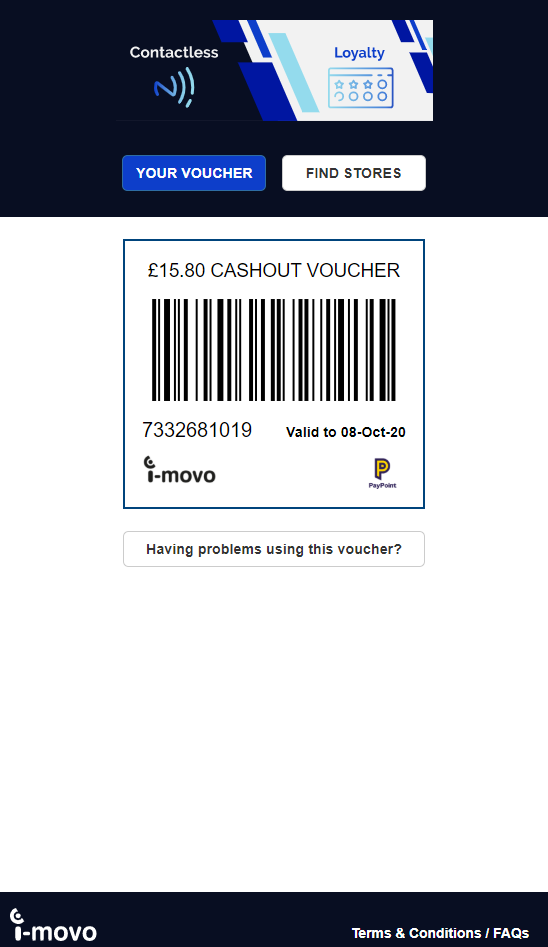 Contactless
Loyalty
YOUR VOUCHER
FIND STORES
£15.80 CASHOUT VOUCHER
7332681019
Valid to 08-Oct-20
i-movo
PayPoint
Having problems using this voucher?
i-movo
Terms & Conditions / FAQs